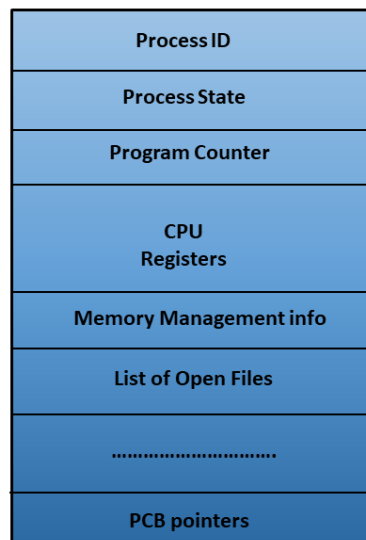 Process ID
Process State
Program Counter
CPU
Registers
Memory Management info
List of Open Files
................................
PCB pointers